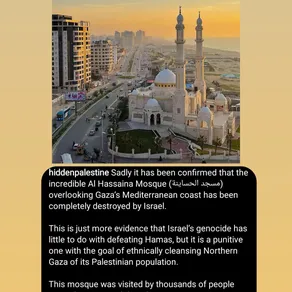 hiddenpalestine Sadly it has been confirmed that the
incredible Al Hassaina Mosque (مسجد الحساينة)
overlooking Gaza's Mediterranean coast has been
completely destroyed by Israel.
This is just more evidence that Israel's genocide has
little to do with defeating Hamas, but it is a punitive
one with the goal of ethnically cleansing Northern
Gaza of its Palestinian population.
This mosque was visited by thousands of people